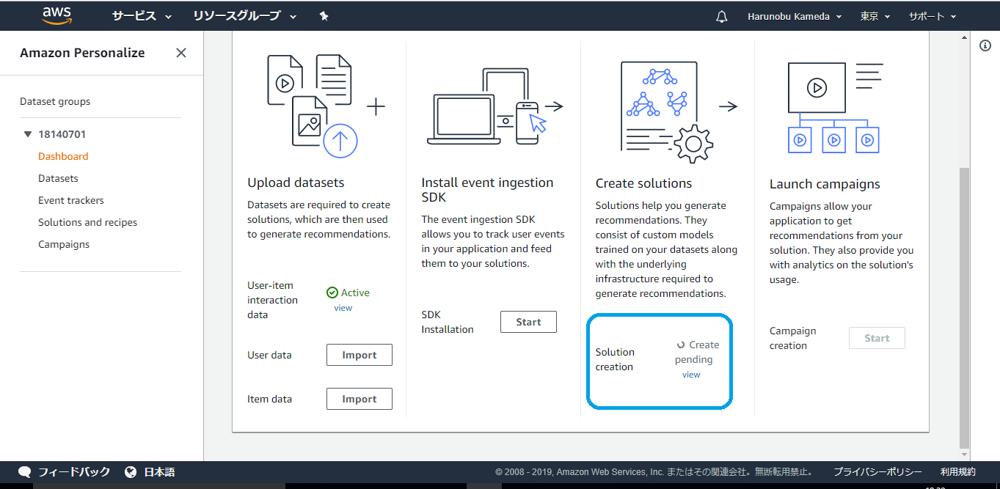 aws
サービス
リソースグループ
Harunobu Kameda
東京
サポート
Amazon Personalize
Dataset groups
18140701
Dashboard
Datasets
Event trackers
Solutions and recipes
Campaigns
Upload datasets
Datasets are required to create
solutions, which are then used
to generate recommendations.
User-item
interaction
data
Active
view
User data
Import
Item data
Import
Install event ingestion
SDK
The event ingestion SDK
allows you to track user events
in your application and feed
them to your solutions.
SDK
Installation
Start
Create solutions
Solutions help you generate
recommendations. They
consist of custom models
trained on your datasets along
with the underlying
infrastructure required to
generate recommendations.
Solution
creation
Create
pending
view
Launch campaigns
Campaigns allow your
application to get
recommendations from your
solution. They also provide you
with analytics on the solution's
usage.
Campaign
creation
Start
フィードバック
日本語
© 2008 - 2019, Amazon Web Services, Inc. またはその関連会社。無断転用禁止。
プライバシーポリシー
利用規約